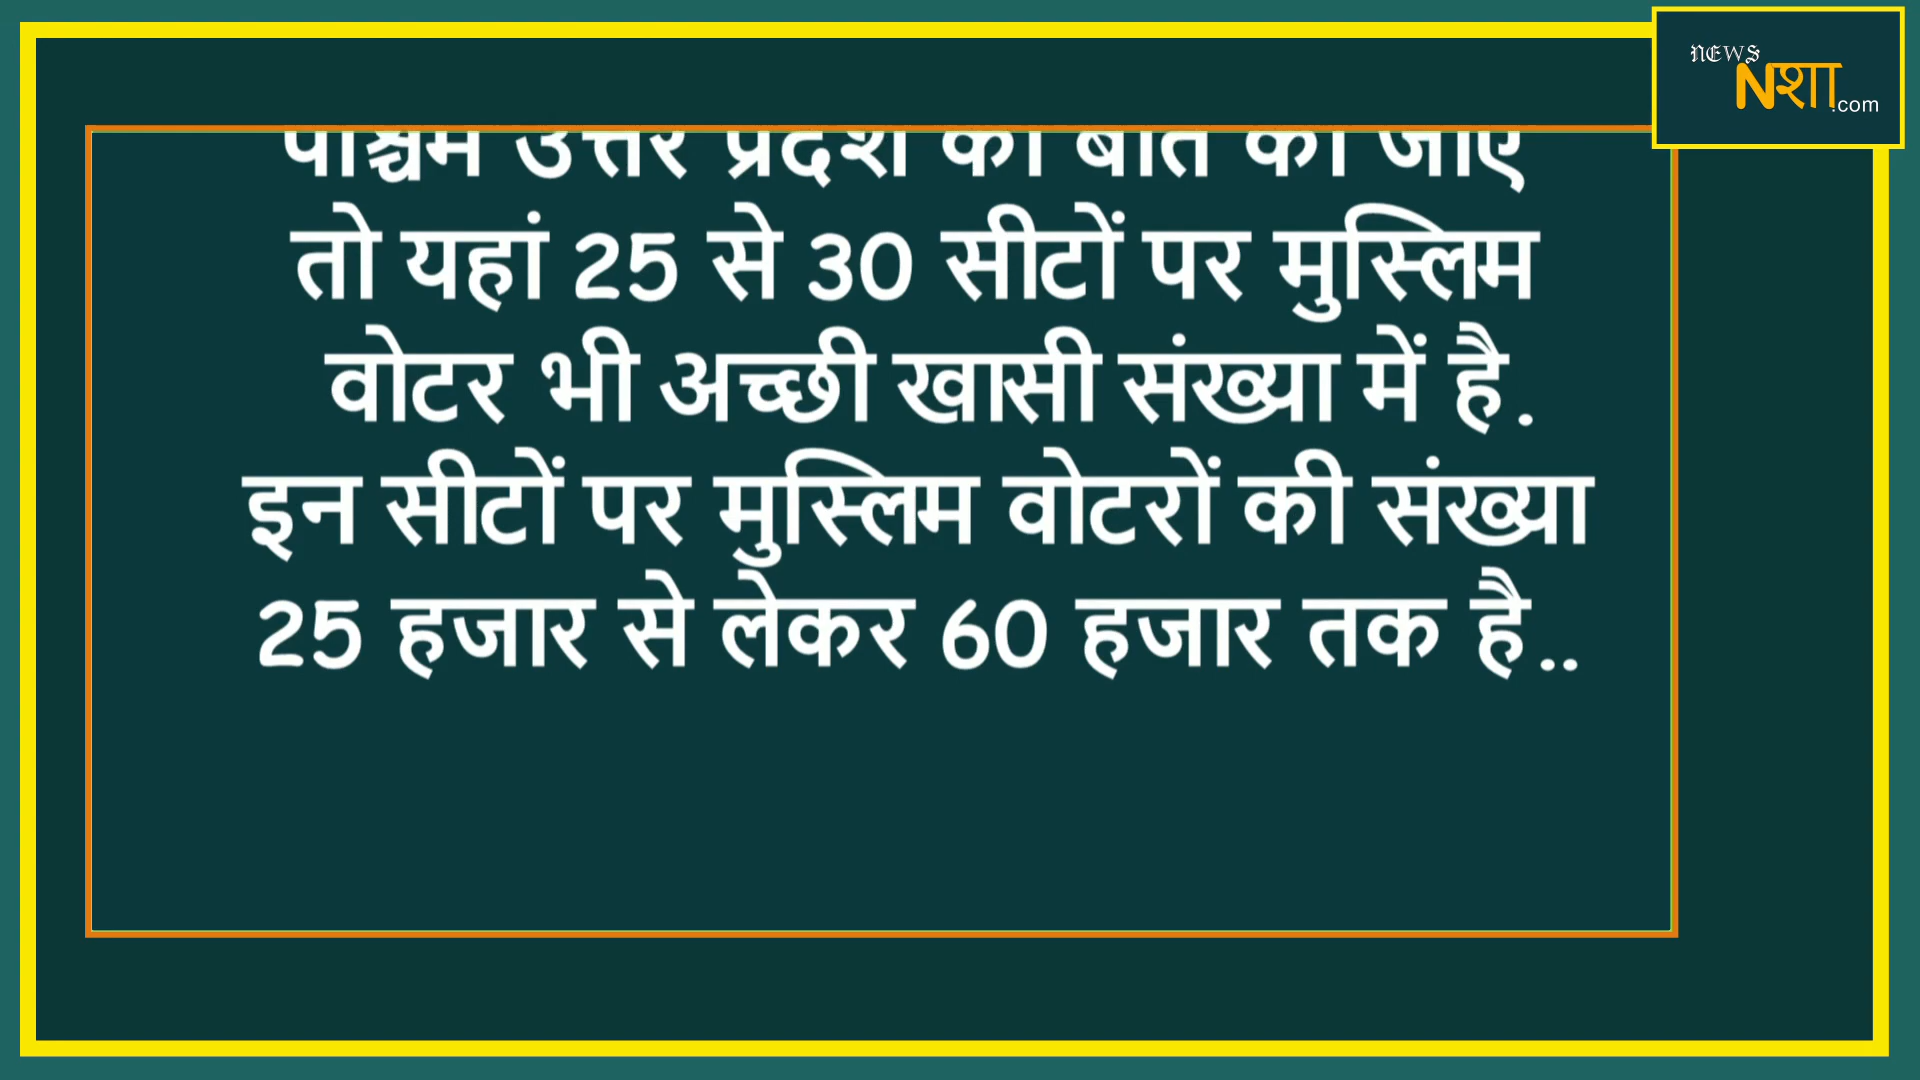 NEWS
Nशा.com
पश्चिम उत्तर प्रदेश की बात की जाए
तो यहां 25 से 30 सीटों पर मुस्लिम
वोटर भी अच्छी खासी संख्या में है.
इन सीटों पर मुस्लिम वोटरों की संख्या
25 हजार से लेकर 60 हजार तक है..